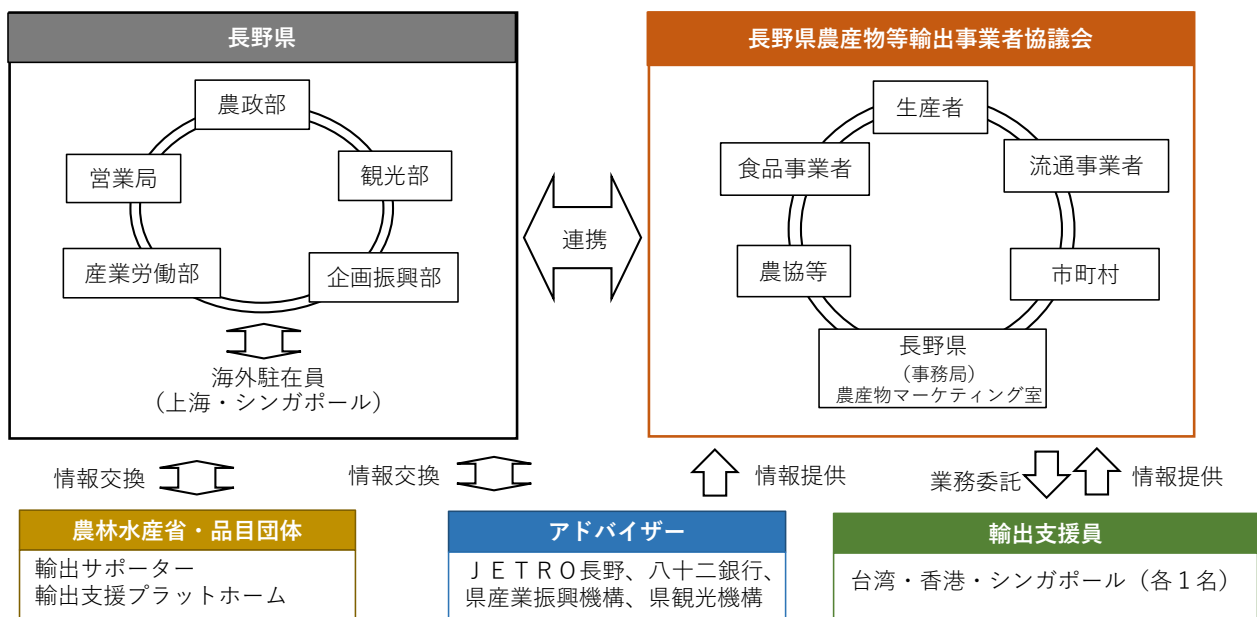 長野県
農政部
営業局
観光部
産業労働部
企画振興部
海外駐在員
（上海・シンガポール）
連携
長野県農産物等輸出事業者協議会
生産者
食品事業者
流通事業者
農協等
市町村
長野県
（事務局）
農産物マーケティング室
情報交換
情報交換
情報提供
業務委託
情報提供
農林水産省・品目団体
輸出サポーター
輸出支援プラットホーム
アドバイザー
ＪＥＴＲＯ長野、八十二銀行、
県産業振興機構、県観光機構
輸出支援員
台湾・香港・シンガポール（各１名）